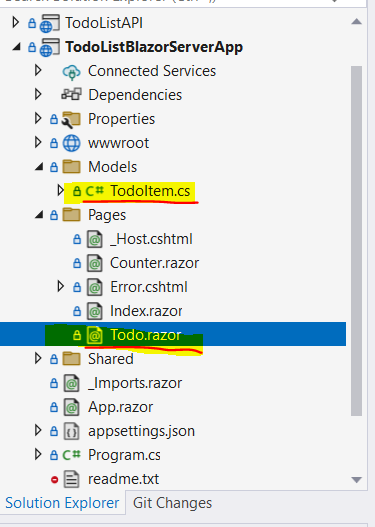 TodoListAPI
TodoListBlazorServerApp
Connected Services
Dependencies
Properties
wwwroot
Models
C# TodoItem.cs
Pages
_Host.cshtml
Counter.razor
Error.cshtml
Index.razor
Todo.razor
Shared
_Imports.razor
App.razor
appsettings.json
C# Program.cs
readme.txt
Solution Explorer Git Changes